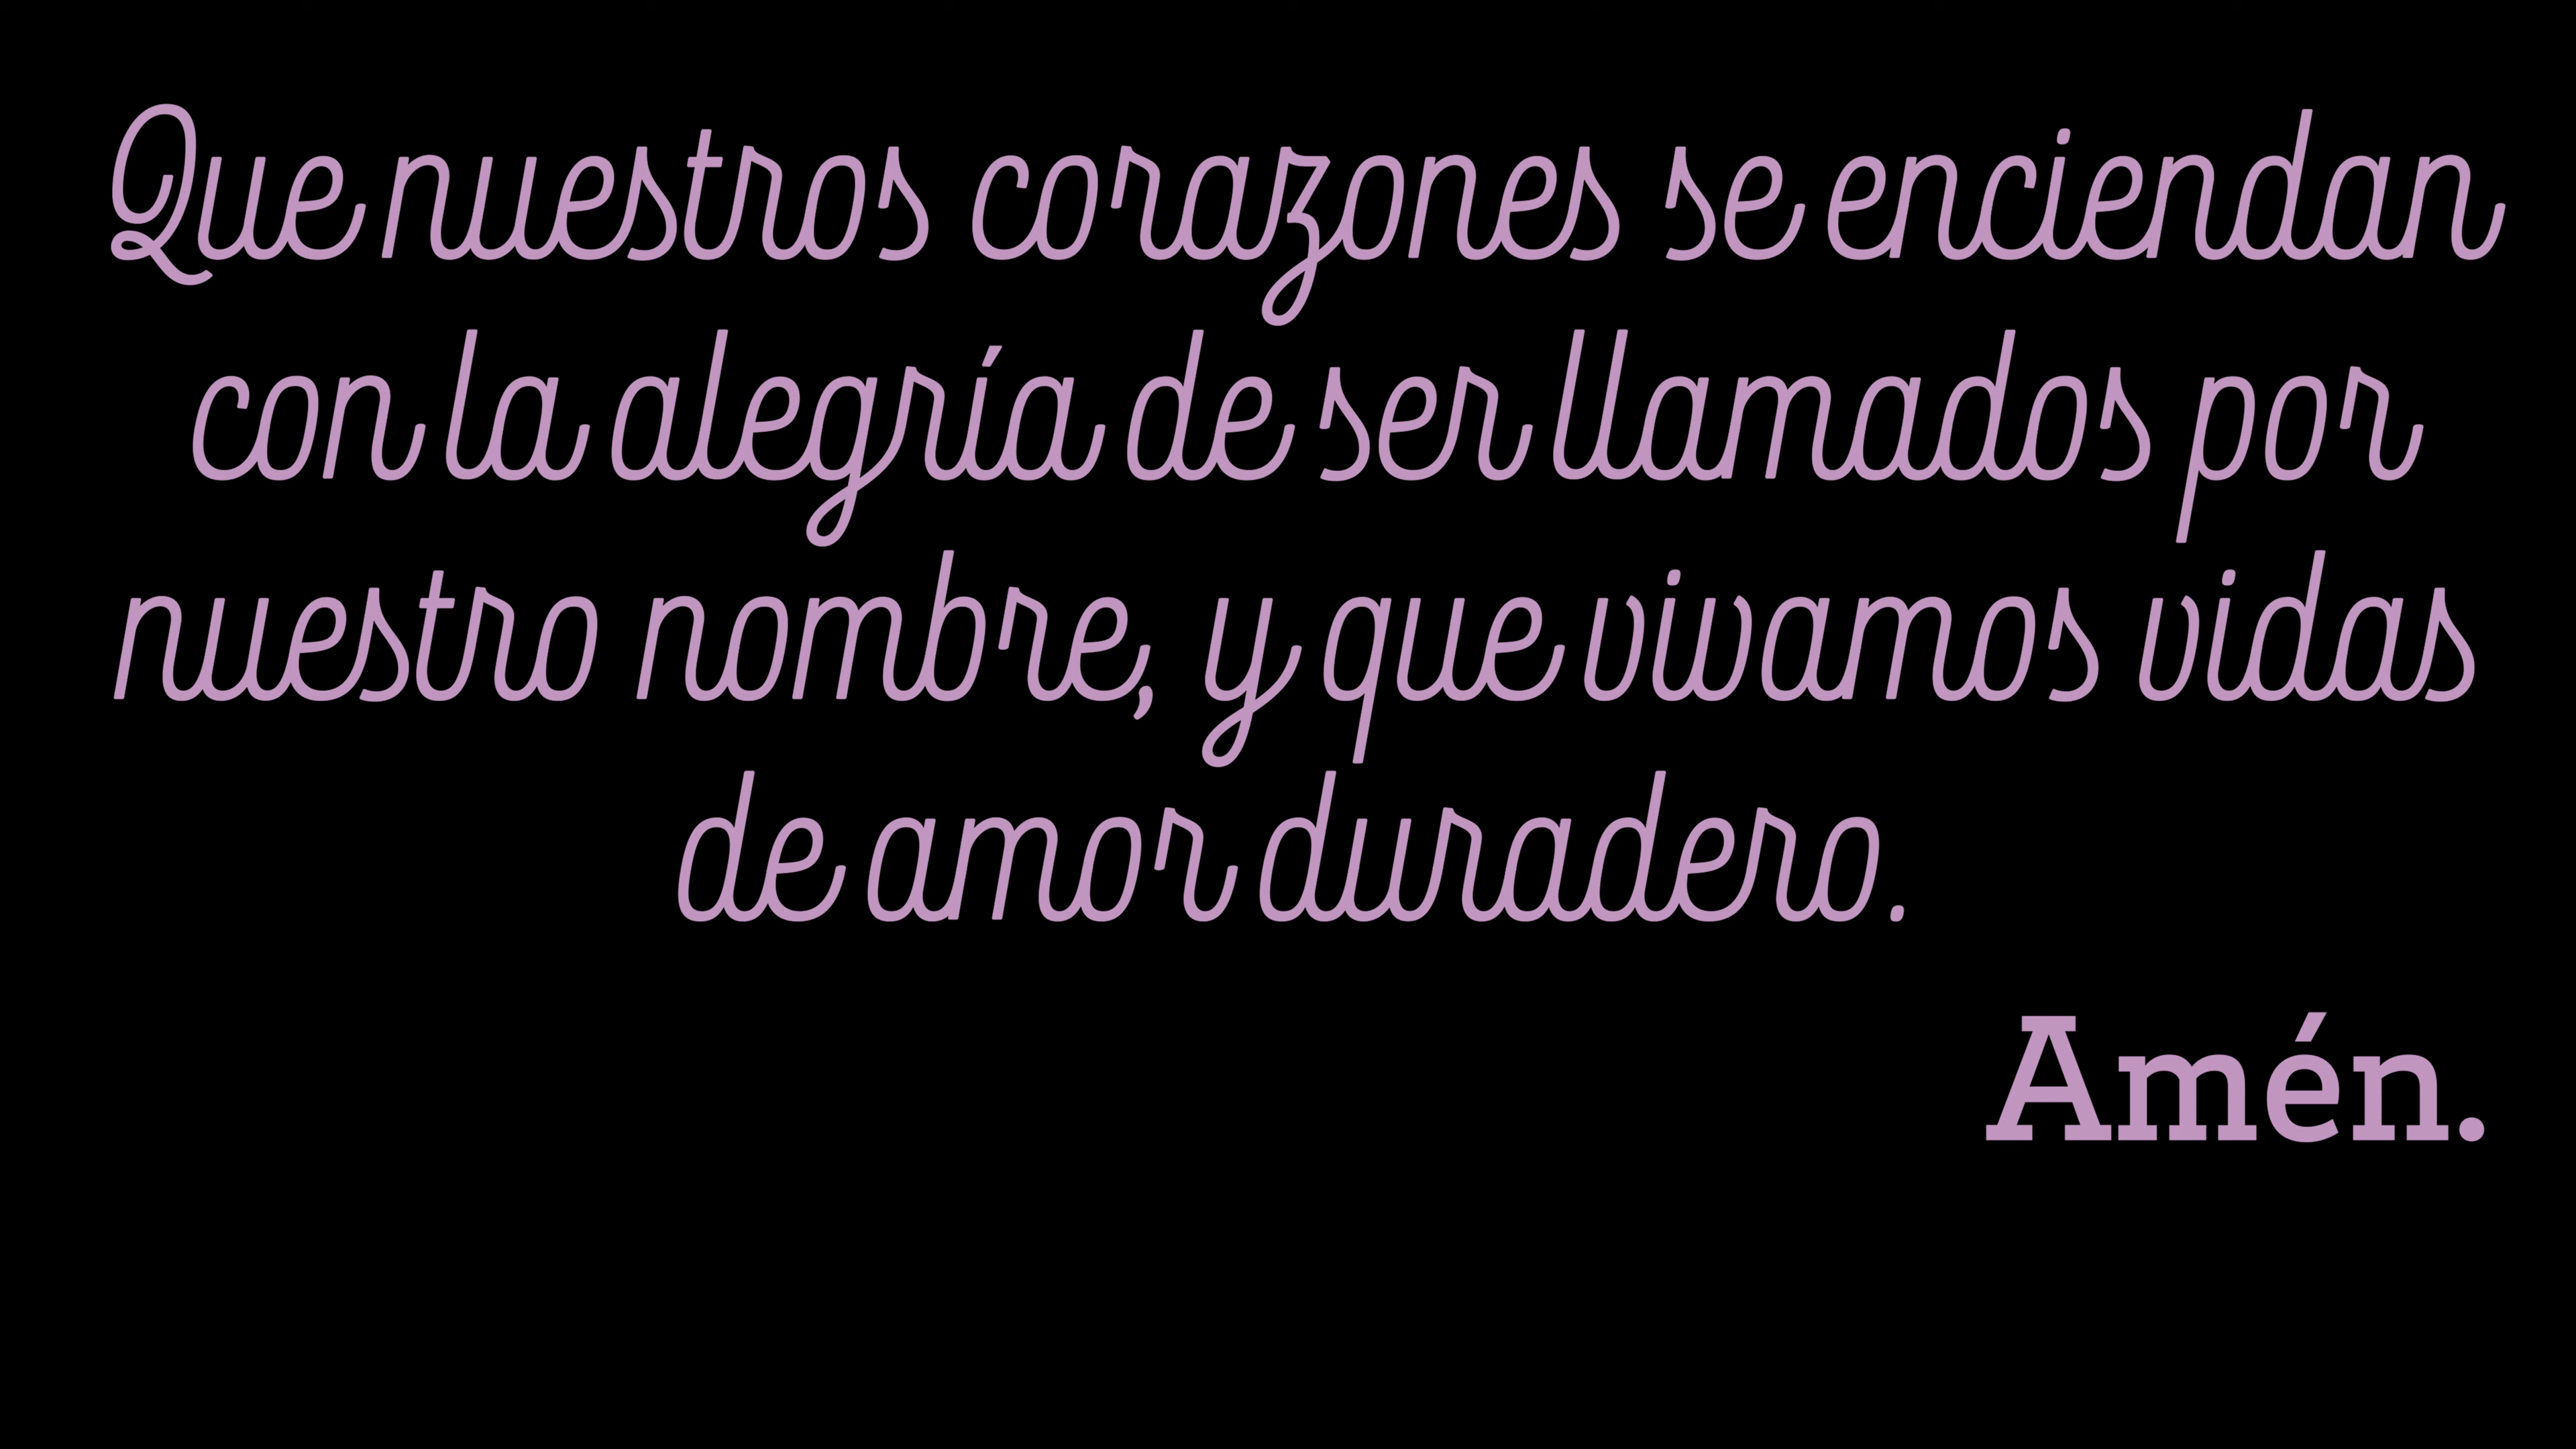 Que nuestros corazones se enciendan
con la alegría de ser llamados por
nuestro nombre, y que vivamos vidas
de amor duradero.
Amén.